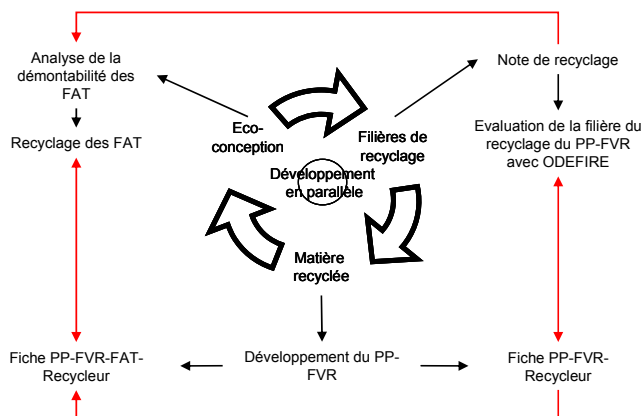 Analyse de la
démontabilité des
FAT
Recyclage des FAT
Note de recyclage
Evaluation de la filière du
recyclage du PP-FVR
avec ODEFIRE
Eco-
conception
Filières de
recyclage
Développement
en parallèle
Matière
recyclée
Fiche PP-FVR-FAT-
Recycleur
Développement du PP-
FVR
Fiche PP-FVR-
Recycleur